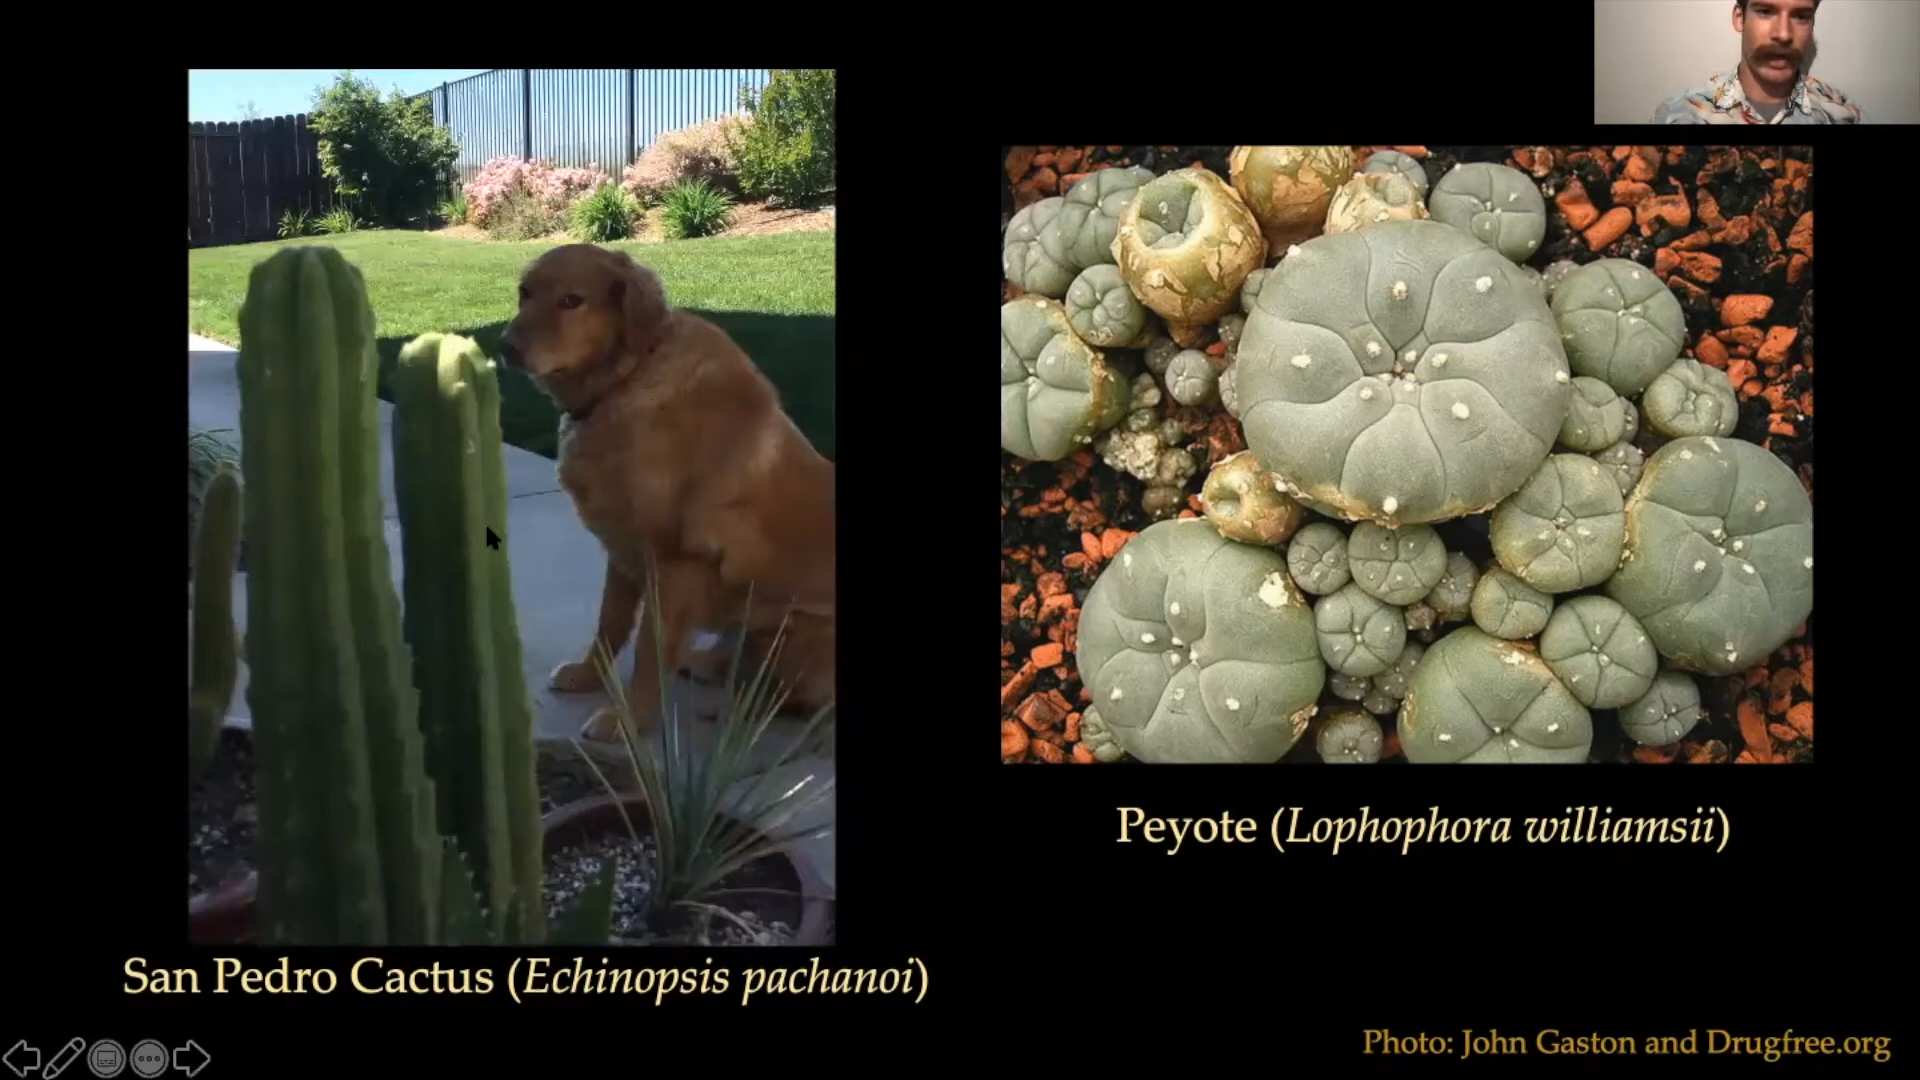 Peyote (Lophophora williamsii)
San Pedro Cactus (Echinopsis pachanoi)
Photo: John Gaston and Drugfree.org